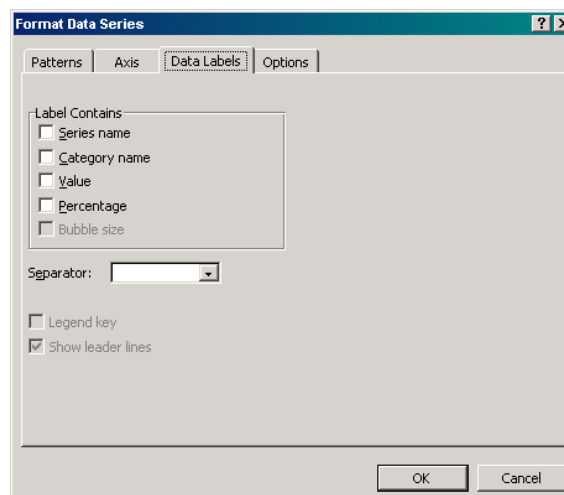 Format Data Series
Patterns Axis Data Labels Options
Label Contains
Series name
Category name
Value
Percentage
Bubble size
Separator:
Legend key
Show leader lines
OK Cancel